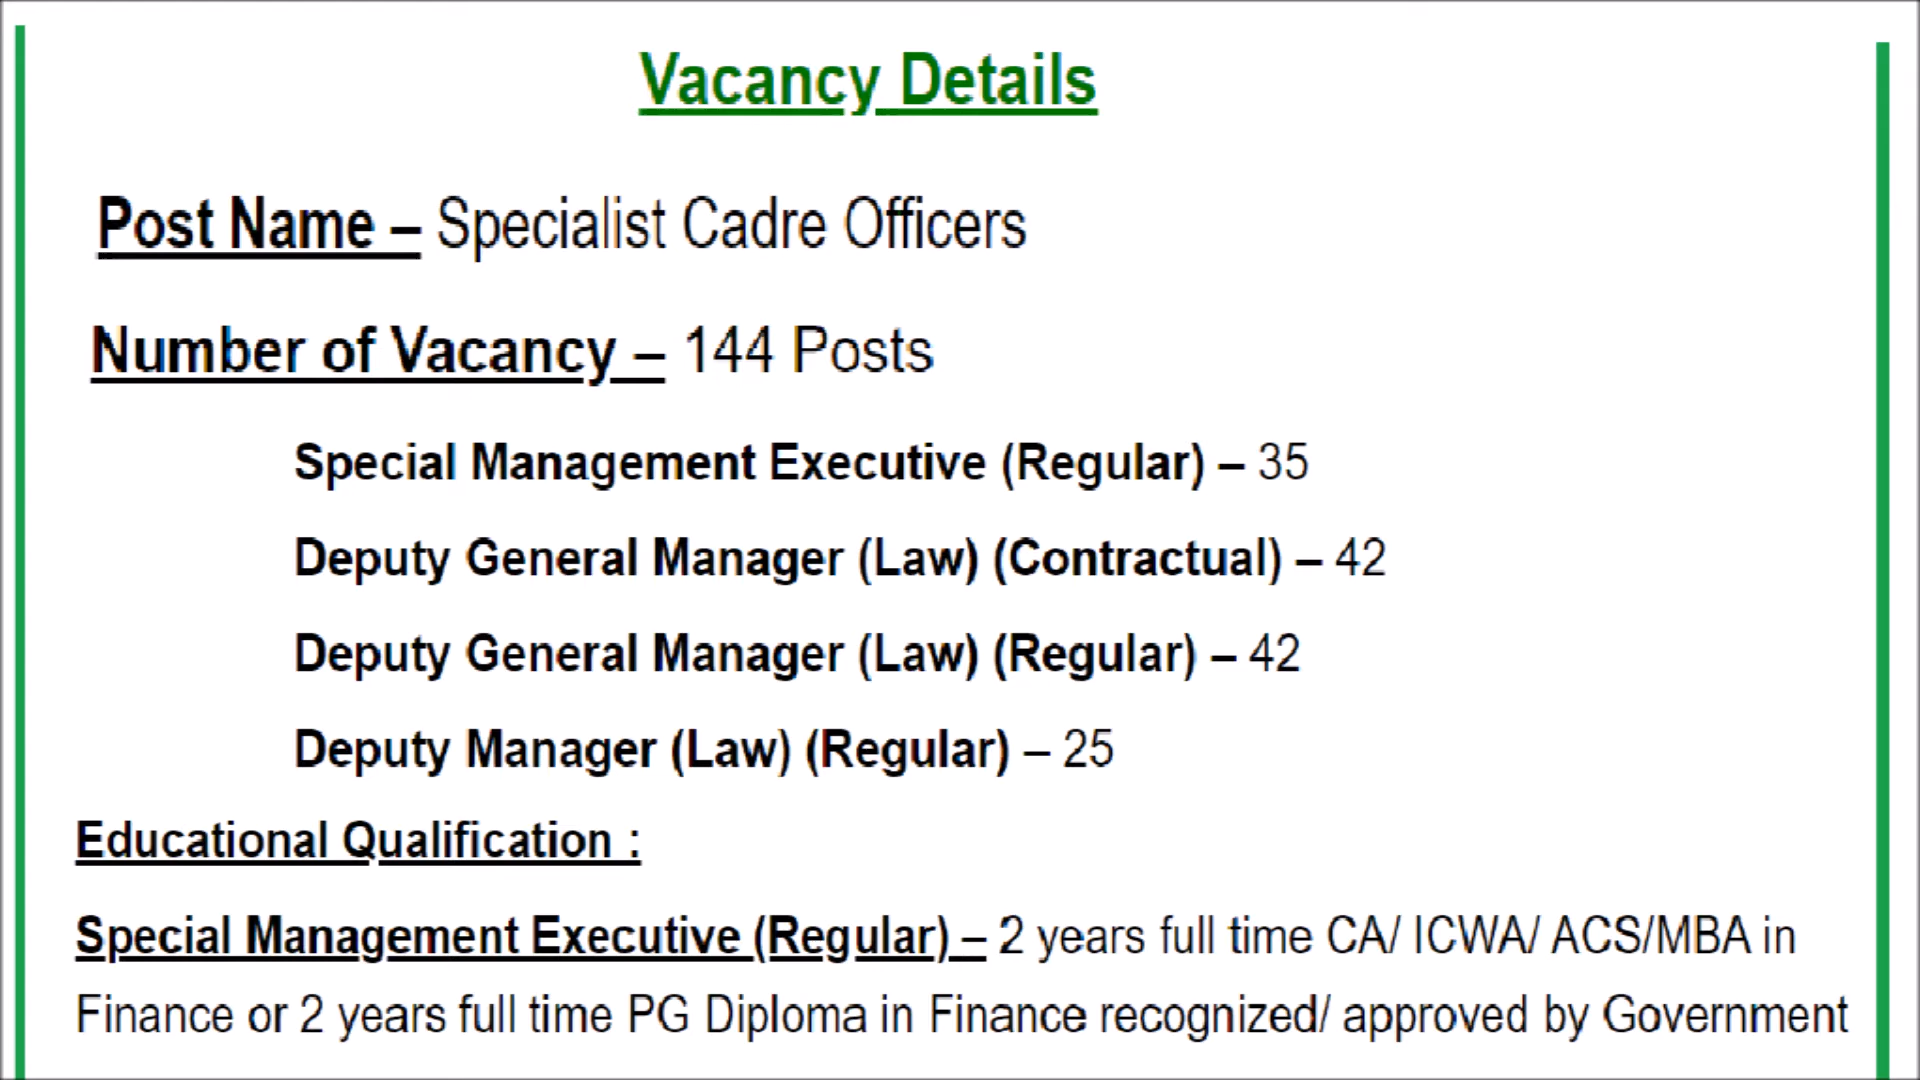 Vacancy Details
Post Name – Specialist Cadre Officers
Number of Vacancy – 144 Posts
Special Management Executive (Regular) – 35
Deputy General Manager (Law) (Contractual) – 42
Deputy General Manager (Law) (Regular) – 42
Deputy Manager (Law) (Regular) – 25
Educational Qualification :
Special Management Executive (Regular) – 2 years full time CA/ ICWA/ ACS/MBA in
Finance or 2 years full time PG Diploma in Finance recognized/ approved by Government